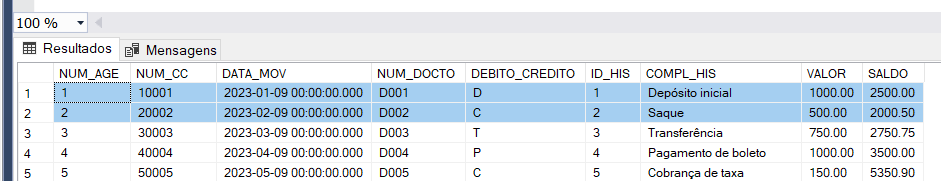 100 %
Resultados Mensagens
NUM_AGE NUM_CC DATA_MOV NUM_DOCTO DEBITO_CREDITO ID_HIS COMPL_HIS VALOR SALDO
1 1 10001 2023-01-09 00:00:00.000 D001 D 1 Depósito inicial 1000.00 2500.00
2 2 20002 2023-02-09 00:00:00.000 D002 C 2 Saque 500.00 2000.50
3 3 30003 2023-03-09 00:00:00.000 D003 T 3 Transferência 750.00 2750.75
4 4 40004 2023-04-09 00:00:00.000 D004 P 4 Pagamento de boleto 1000.00 3500.00
5 5 50005 2023-05-09 00:00:00.000 D005 C 5 Cobrança de taxa 150.00 5350.90